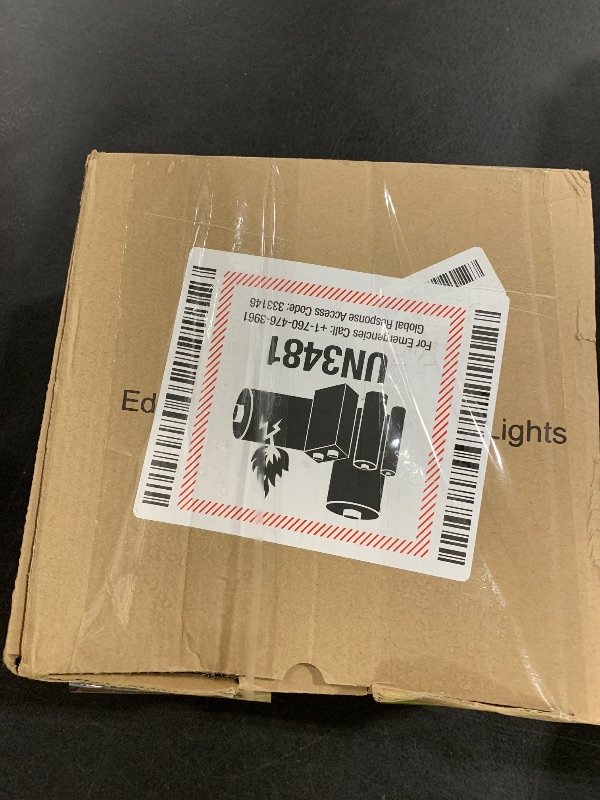 For Emergencies Call: +1-760-476-3961
Global Response Access Code: 333146
UN3481
Ed
Lights